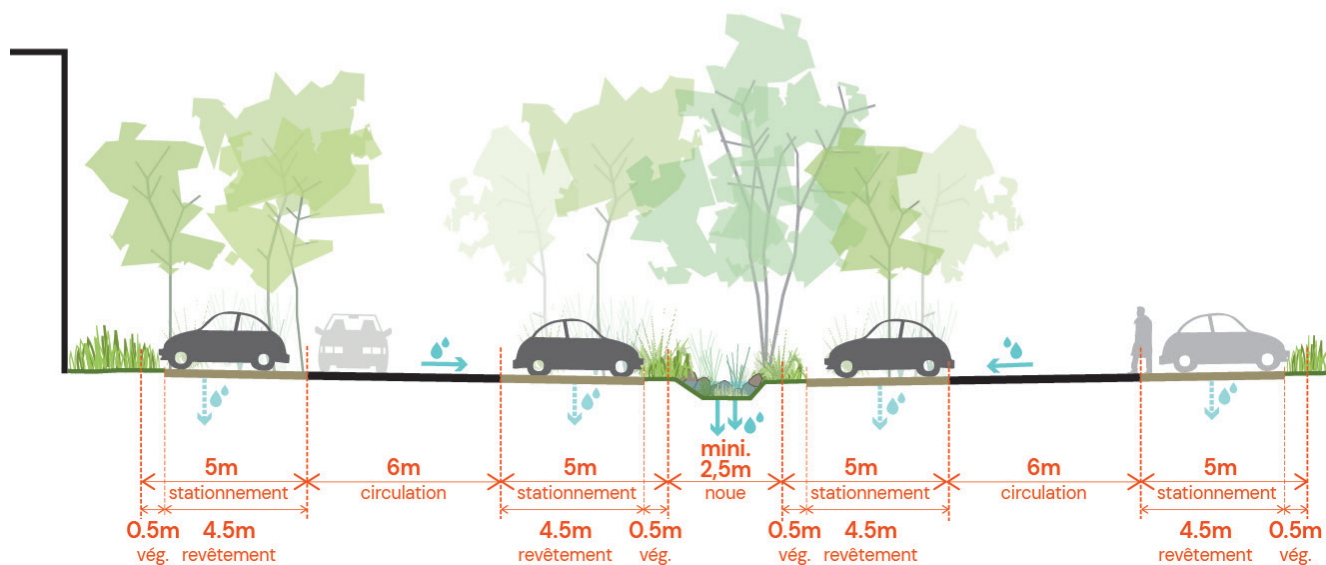 mini.
5m 6m 5m 2,5m 5m 6m 5m
stationnement circulation stationnement noue stationnement circulation stationnement
0.5m 4.5m 4.5m 0.5m 0.5m 4.5m 4.5m 0.5m
vég. revêtement revêtement vég. vég. revêtement revêtement vég.